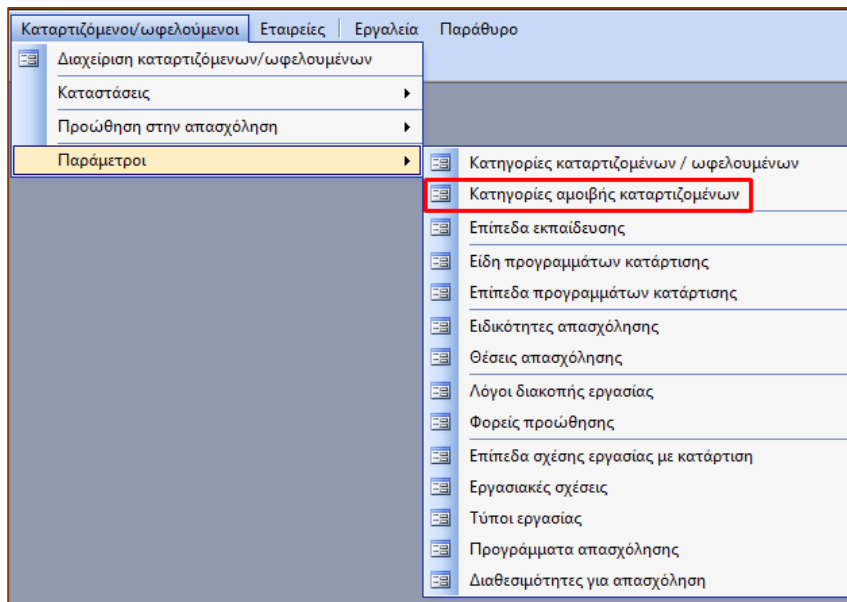 Καταρτιζόμενοι/ωφελούμενοι Εταιρείες Εργαλεία Παράθυρο
Διαχείριση καταρτιζόμενων/ωφελουμένων
Καταστάσεις
Προώθηση στην απασχόληση
Παράμετροι
Κατηγορίες καταρτιζομένων / ωφελουμένων
Κατηγορίες αμοιβής καταρτιζομένων
Επίπεδα εκπαίδευσης
Είδη προγραμμάτων κατάρτισης
Επίπεδα προγραμμάτων κατάρτισης
Ειδικότητες απασχόλησης
Θέσεις απασχόλησης
Λόγοι διακοπής εργασίας
Φορείς προώθησης
Επίπεδα σχέσης εργασίας με κατάρτιση
Εργασιακές σχέσεις
Τύποι εργασίας
Προγράμματα απασχόλησης
Διαθεσιμότητες για απασχόληση